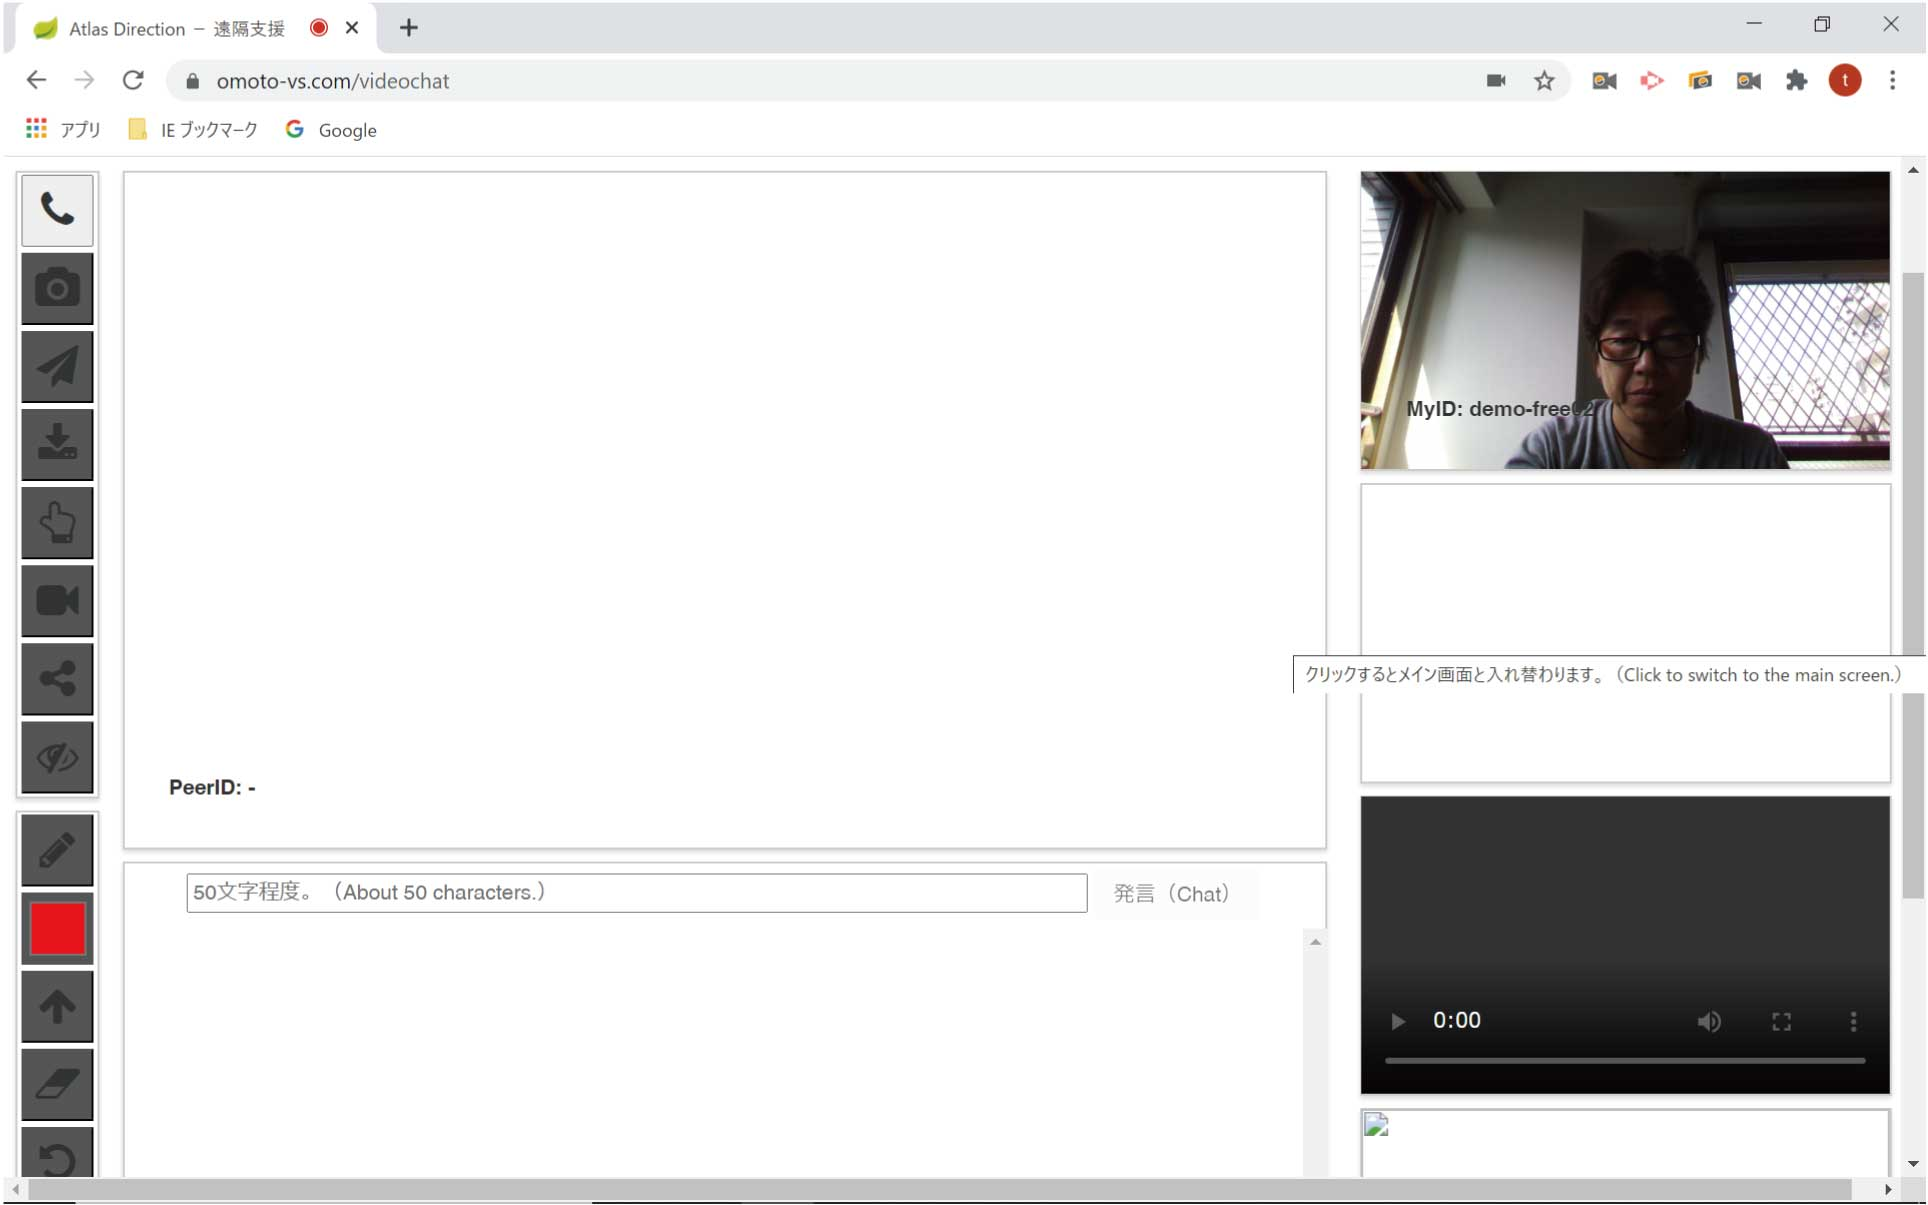 Atlas Direction － 遠隔支援
omoto-vs.com/videochat
t
アプリ
IE ブックマーク
Google
MyID: demo-free02
クリックするとメイン画面と入れ替わります。（Click to switch to the main screen.）
PeerID: -
50文字程度。（About 50 characters.）
発言（Chat）
0:00